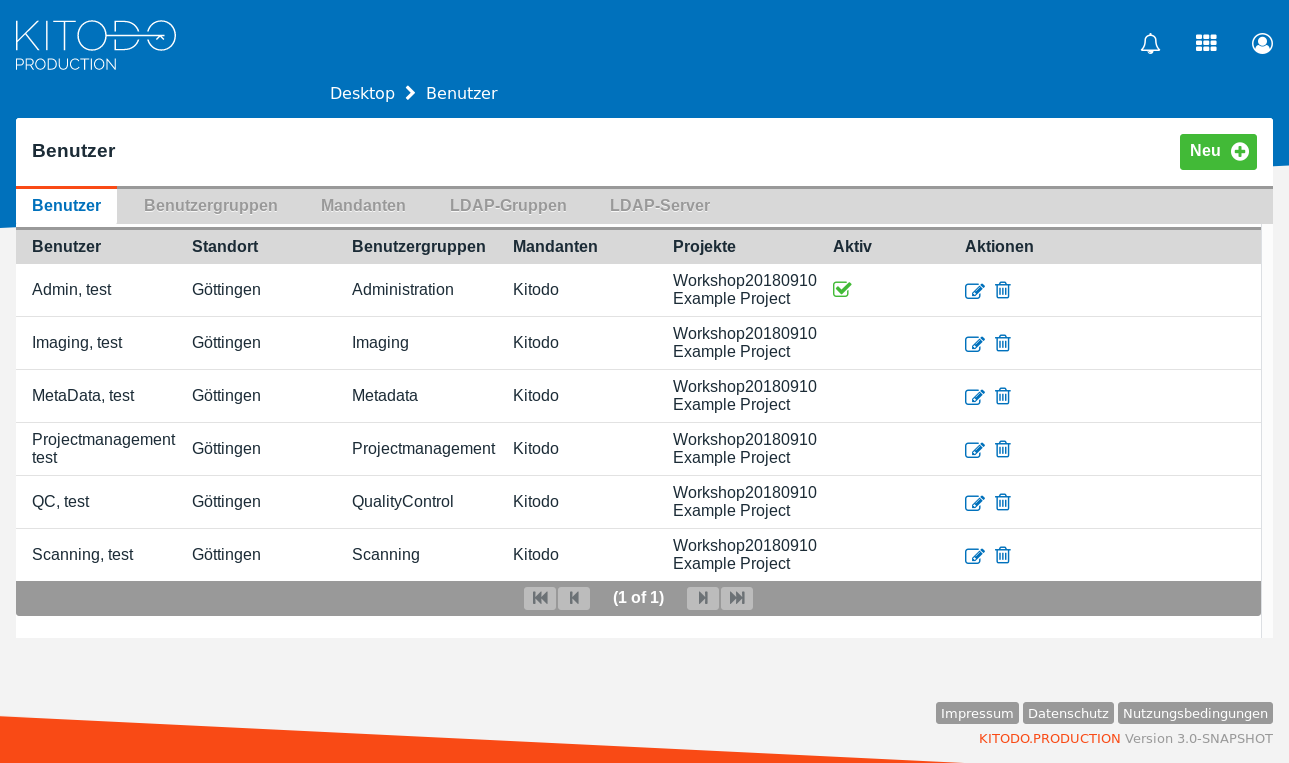 KITODO
PRODUCTION
Desktop Benutzer
Benutzer
Neu
Benutzer Benutzergruppen Mandanten LDAP-Gruppen LDAP-Server
Benutzer Standort Benutzergruppen Mandanten Projekte Aktiv Aktionen
Admin, test Göttingen Administration Kitodo Workshop20180910
Example Project
Imaging, test Göttingen Imaging Kitodo Workshop20180910
Example Project
MetaData, test Göttingen Metadata Kitodo Workshop20180910
Example Project
Projectmanagement
test Göttingen Projectmanagement Kitodo Workshop20180910
Example Project
QC, test Göttingen QualityControl Kitodo Workshop20180910
Example Project
Scanning, test Göttingen Scanning Kitodo Workshop20180910
Example Project
(1 of 1)
Impressum Datenschutz Nutzungsbedingungen
KITODO.PRODUCTION Version 3.0-SNAPSHOT